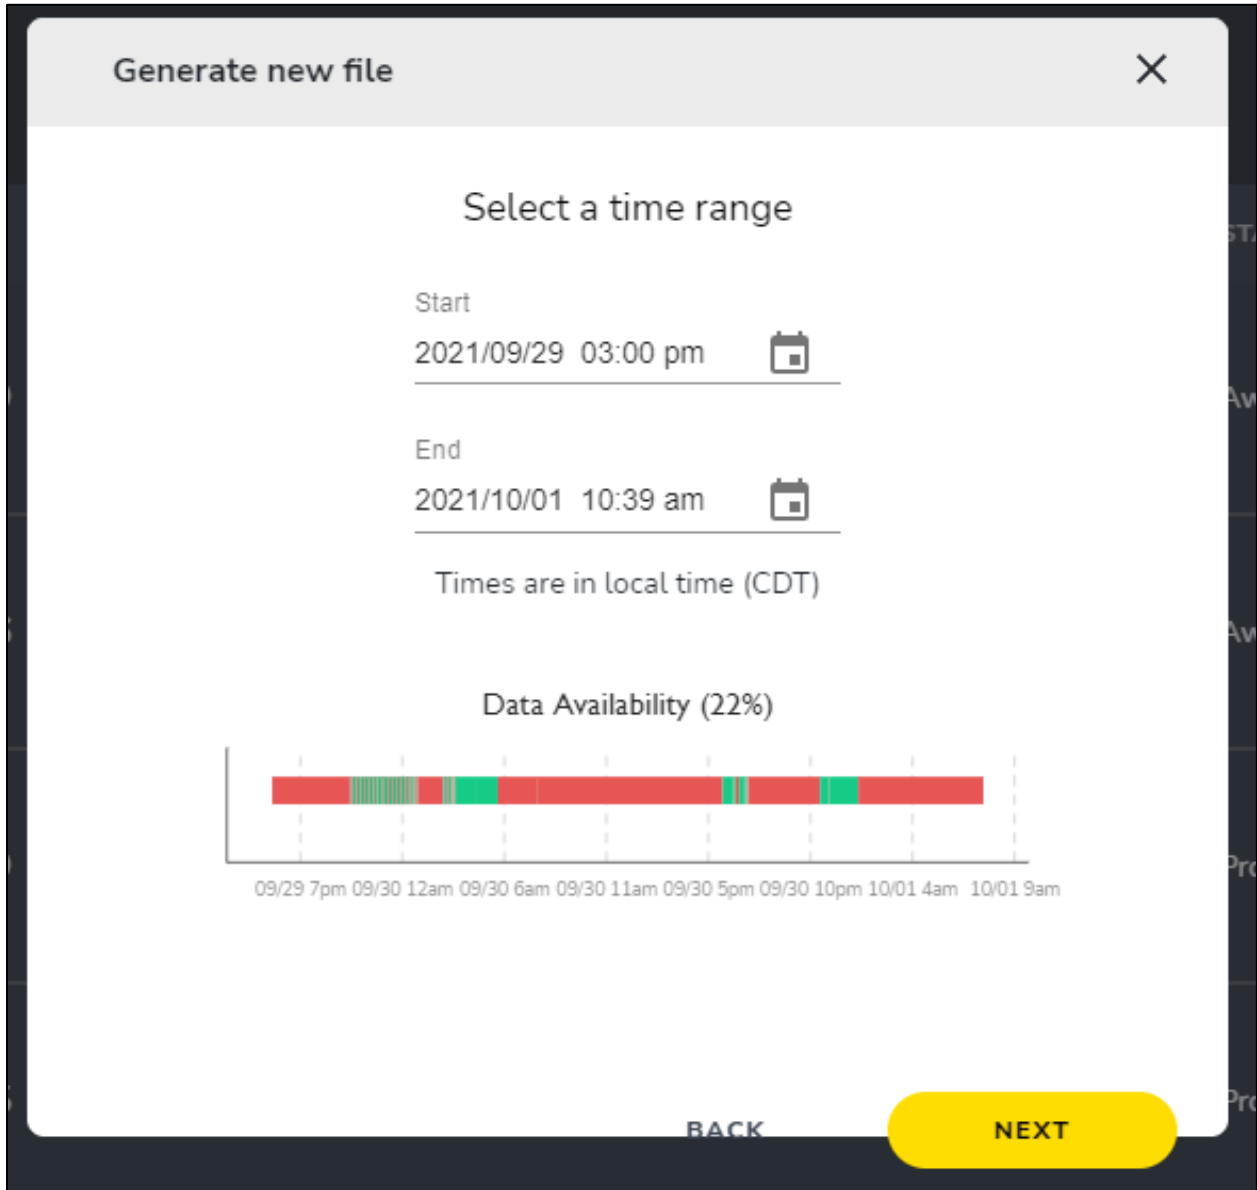 Generate new file
Select a time range
Start
2021/09/29 03:00 pm
End
2021/10/01 10:39 am
Times are in local time (CDT)
Data Availability (22%)
09/29 7pm 09/30 12am 09/30 6am 09/30 11am 09/30 5pm 09/30 10pm 10/01 4am 10/01 9am
BACK NEXT